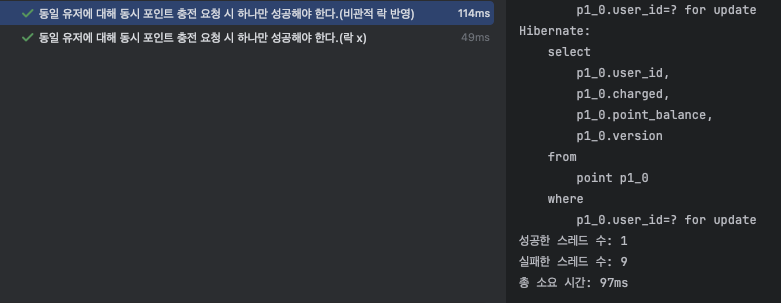 동일 유저에 대해 동시 포인트 충전 요청 시 하나만 성공해야 한다.(비관적 락 반영) 114ms
동일 유저에 대해 동시 포인트 충전 요청 시 하나만 성공해야 한다.(락 x) 49ms
p1_0.user_id=? for update
Hibernate:
select
p1_0.user_id,
p1_0.charged,
p1_0.point_balance,
p1_0.version
from
point p1_0
where
p1_0.user_id=? for update
성공한 스레드 수: 1
실패한 스레드 수: 9
총 소요 시간: 97ms